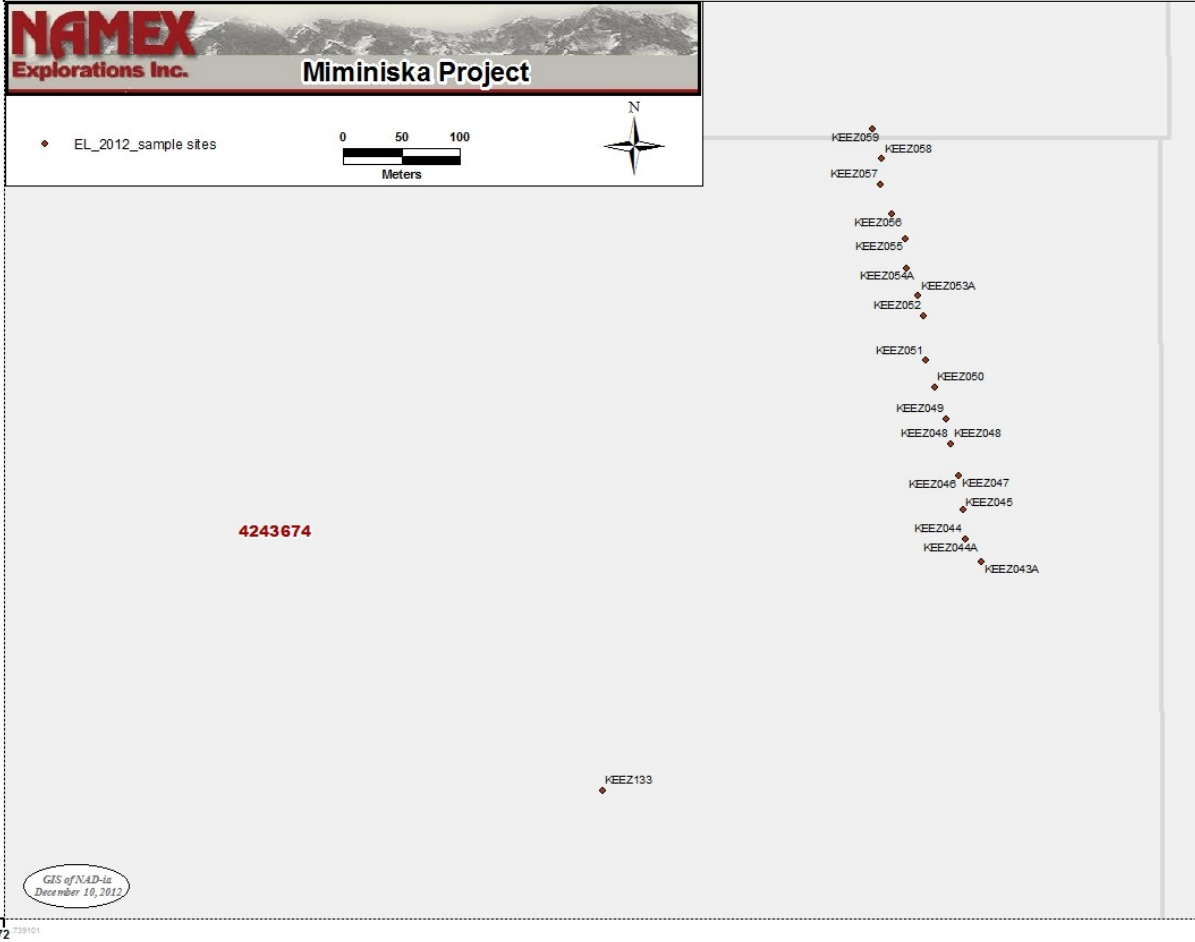 NAMEX
Explorations Inc.
Miminiska Project
EL_2012_sample sites
0 50 100
Meters
N
KEEZ059
KEEZ058
KEEZ057
KEEZ056
KEEZ055
KEEZ054A
KEEZ053A
KEEZ052
KEEZ051
KEEZ050
KEEZ049
KEEZ048 KEEZ048
KEEZ046 KEEZ047
KEEZ045
KEEZ044
KEEZ044A
KEEZ043A
4243674
KEEZ133
GIS of NAD-ia
December 10, 2012
72
739101